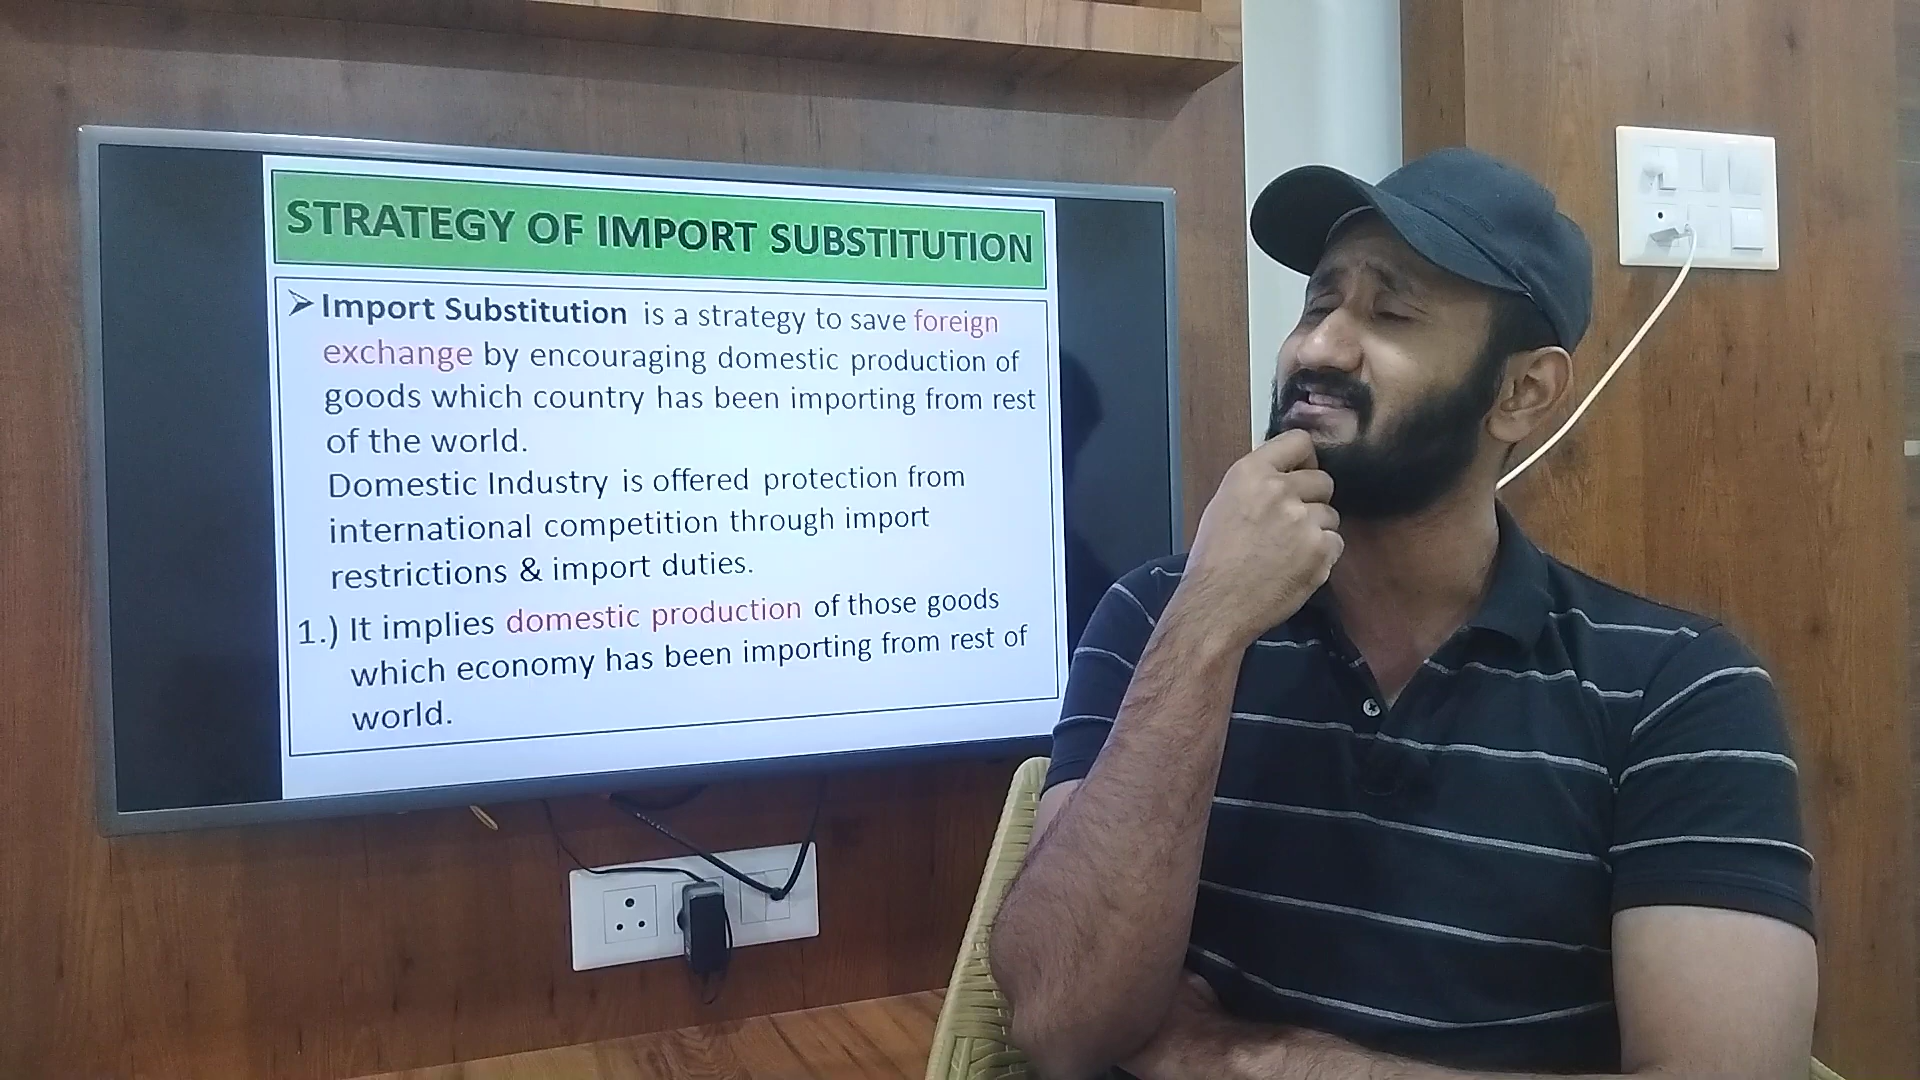 STRATEGY OF IMPORT SUBSTITUTION
➤Import Substitution is a strategy to save foreign
exchange by encouraging domestic production of
goods which country has been importing from rest
of the world.
Domestic Industry is offered protection from
international competition through import
restrictions & import duties.
1.) It implies domestic production of those goods
which economy has been importing from rest of
world.